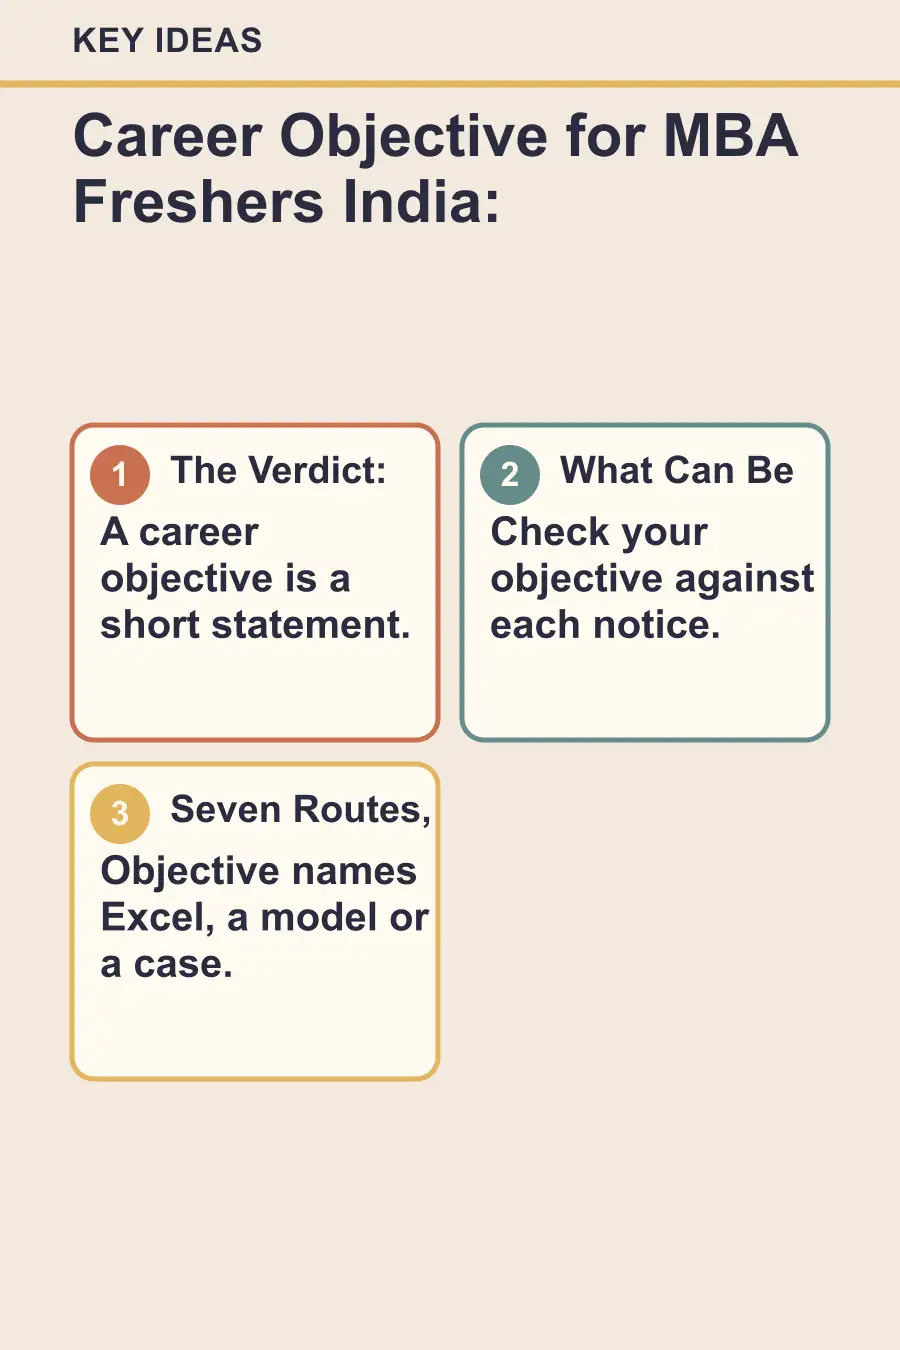 KEY IDEAS
Career Objective for MBA
Freshers India:
1 The Verdict:
A career
objective is a
short statement.
2 What Can Be
Check your
objective against
each notice.
3 Seven Routes,
Objective names
Excel, a model or
a case.